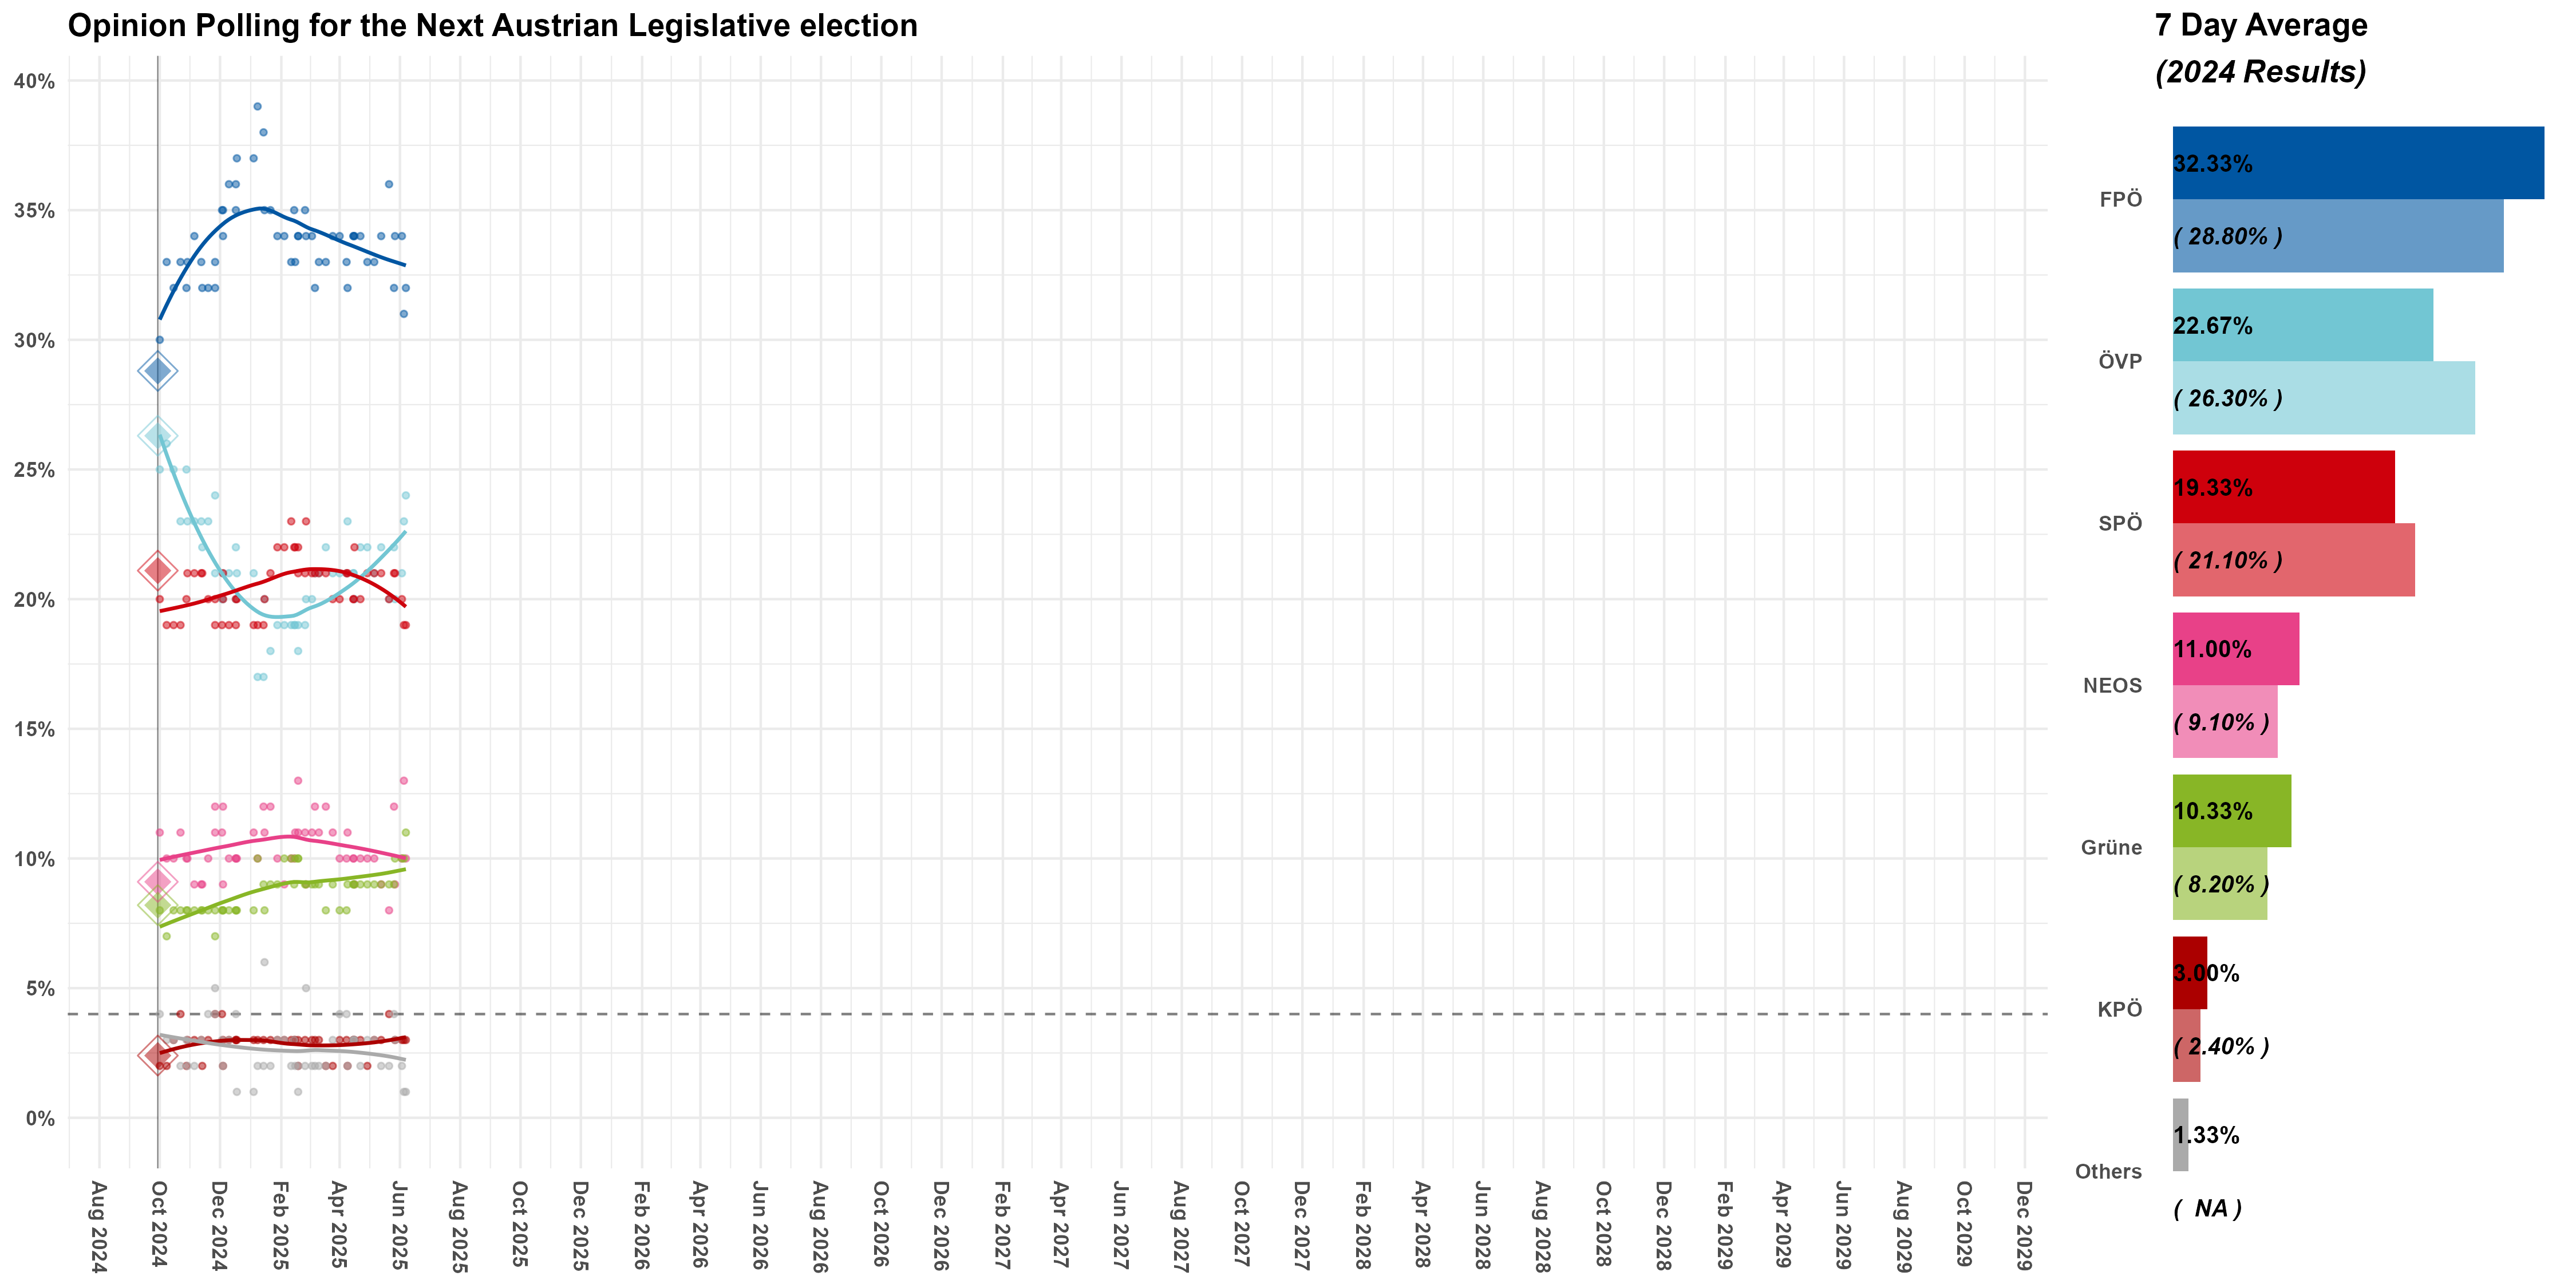 Opinion Polling for the Next Austrian Legislative election
7 Day Average
(2024 Results)
40%
35%
30%
25%
20%
15%
10%
5%
0%
Aug 2024
Oct 2024
Dec 2024
Feb 2025
Apr 2025
Jun 2025
Aug 2025
Oct 2025
Dec 2025
Feb 2026
Apr 2026
Jun 2026
Aug 2026
Oct 2026
Dec 2026
Feb 2027
Apr 2027
Jun 2027
Aug 2027
Oct 2027
Dec 2027
Feb 2028
Apr 2028
Jun 2028
Aug 2028
Oct 2028
Dec 2028
Feb 2029
Apr 2029
Jun 2029
Aug 2029
Oct 2029
Dec 2029
32.33%
FPÖ
( 28.80% )
22.67%
ÖVP
( 26.30% )
19.33%
SPÖ
( 21.10% )
11.00%
NEOS
( 9.10% )
10.33%
Grüne
( 8.20% )
3.00%
KPÖ
( 2.40% )
1.33%
Others
( NA )